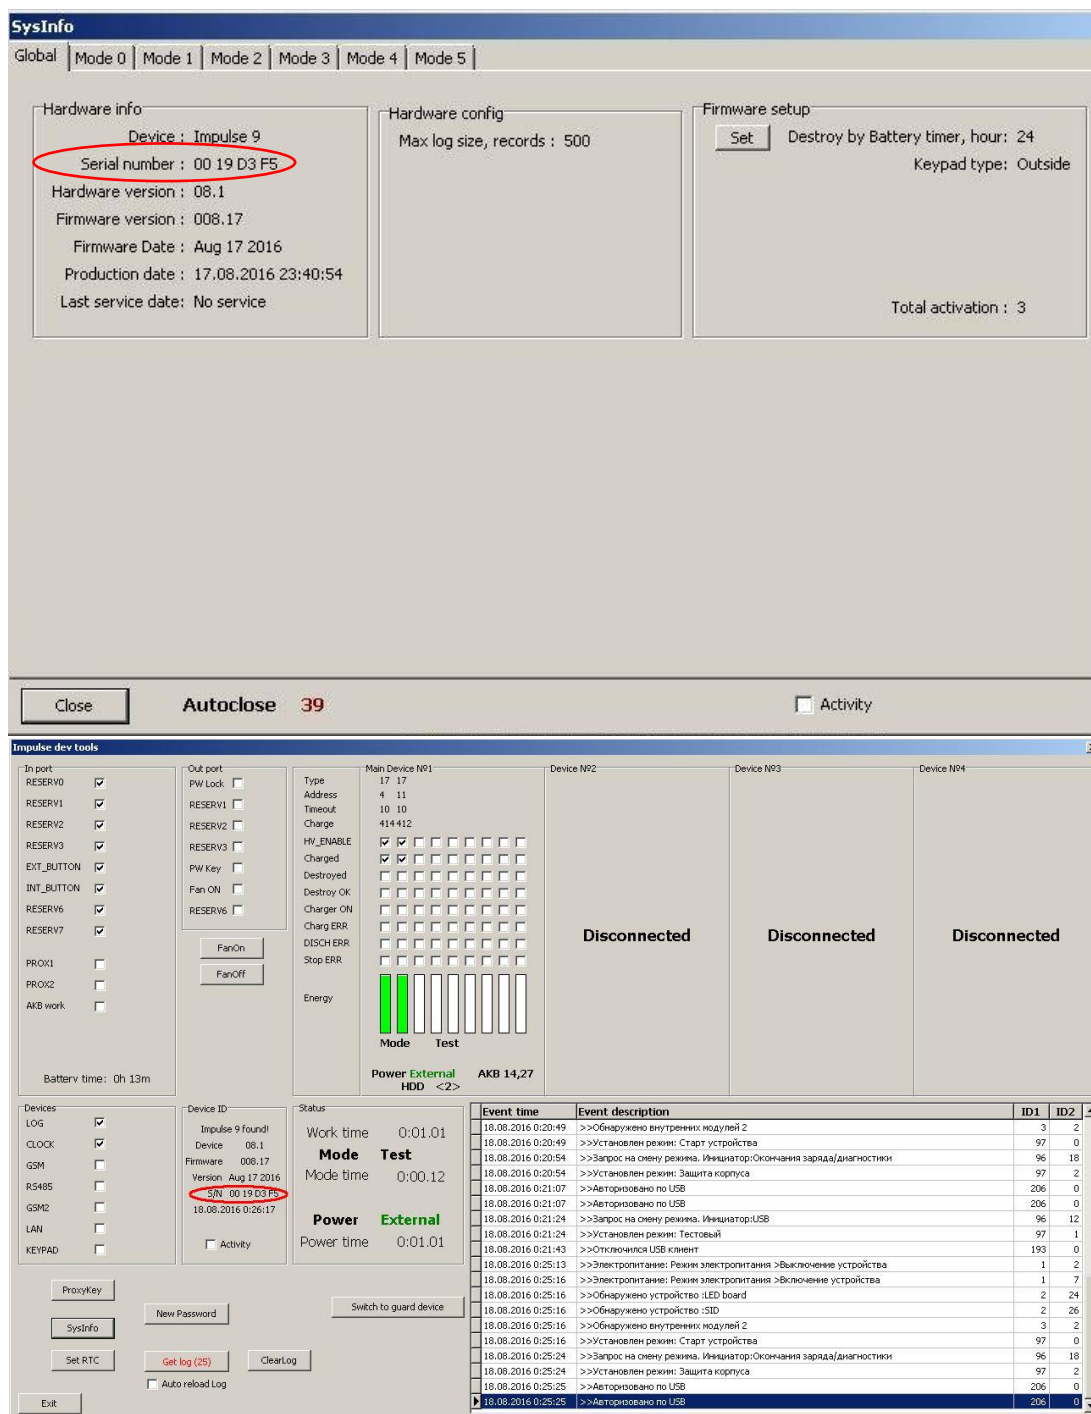 SysInfo
Global Mode 0 Mode 1 Mode 2 Mode 3 Mode 4 Mode 5
Hardware info
Device : Impulse 9
Serial number : 00 19 D3 F5
Hardware version : 08.1
Firmware version : 008.17
Firmware Date : Aug 17 2016
Production date : 17.08.2016 23:40:54
Last service date: No service
Hardware config
Max log size, records : 500
Firmware setup
Set Destroy by Battery timer, hour: 24
Keypad type: Outside
Total activation : 3
Close Autoclose 39 Activity
Impulse dev tools
In port
RESERV0
RESERV1
RESERV2
RESERV3
EXT_BUTTON
INT_BUTTON
RESERV6
RESERV7
PROX1
PROX2
AKB work
Battery time: 0h 13m
Out port
PW Lock
RESERV1
RESERV2
RESERV3
PW Key
Fan ON
RESERV6
FanOn
FanOff
Main Device №1
Type 17 17
Address 4 11
Timeout 10 10
Charge 414 412
HV_ENABLE
Charged
Destroyed
Destroy OK
Charger ON
Charg ERR
DISCH ERR
Stop ERR
Energy
Mode Test
Power External AKB 14,27
HDD <2>
Device №2
Disconnected
Device №3
Disconnected
Device №4
Disconnected
Devices
LOG
CLOCK
GSM
RS485
GSM2
LAN
KEYPAD
Device ID
Impulse 9 found!
Device 08.1
Firmware 008.17
Version Aug 17 2016
S/N 00 19 D3 F5
18.08.2016 0:26:17
Activity
Status
Work time 0:01.01
Mode Test
Mode time 0:00.12
Power External
Power time 0:01.01
ProxyKey
SysInfo
Set RTC
Exit
New Password
Get log (25)
ClearLog
Auto reload Log
Switch to guard device
Event time Event description ID1 ID2
18.08.2016 0:20:49 >>Обнаружено внутренних модулей 2 3 2
18.08.2016 0:20:49 >>Установлен режим: Старт устройства 97 0
18.08.2016 0:20:54 >>Запрос на смену режима. Инициатор:Окончания заряда/диагностики 96 18
18.08.2016 0:20:54 >>Установлен режим: Защита корпуса 97 2
18.08.2016 0:21:07 >>Авторизовано по USB 206 0
18.08.2016 0:21:07 >>Авторизовано по USB 206 0
18.08.2016 0:21:24 >>Запрос на смену режима. Инициатор:USB 96 12
18.08.2016 0:21:24 >>Установлен режим: Тестовый 97 1
18.08.2016 0:21:43 >>Отключился USB клиент 193 0
18.08.2016 0:25:13 >>Электропитание: Режим электропитания >Выключение устройства 1 2
18.08.2016 0:25:16 >>Электропитание: Режим электропитания >Включение устройства 1 7
18.08.2016 0:25:16 >>Обнаружено устройство :LED board 2 24
18.08.2016 0:25:16 >>Обнаружено устройство :SID 2 26
18.08.2016 0:25:16 >>Обнаружено внутренних модулей 2 3 2
18.08.2016 0:25:16 >>Установлен режим: Старт устройства 97 0
18.08.2016 0:25:24 >>Запрос на смену режима. Инициатор:Окончания заряда/диагностики 96 18
18.08.2016 0:25:24 >>Установлен режим: Защита корпуса 97 2
18.08.2016 0:25:25 >>Авторизовано по USB 206 0
18.08.2016 0:25:25 >>Авторизовано по USB 206 0